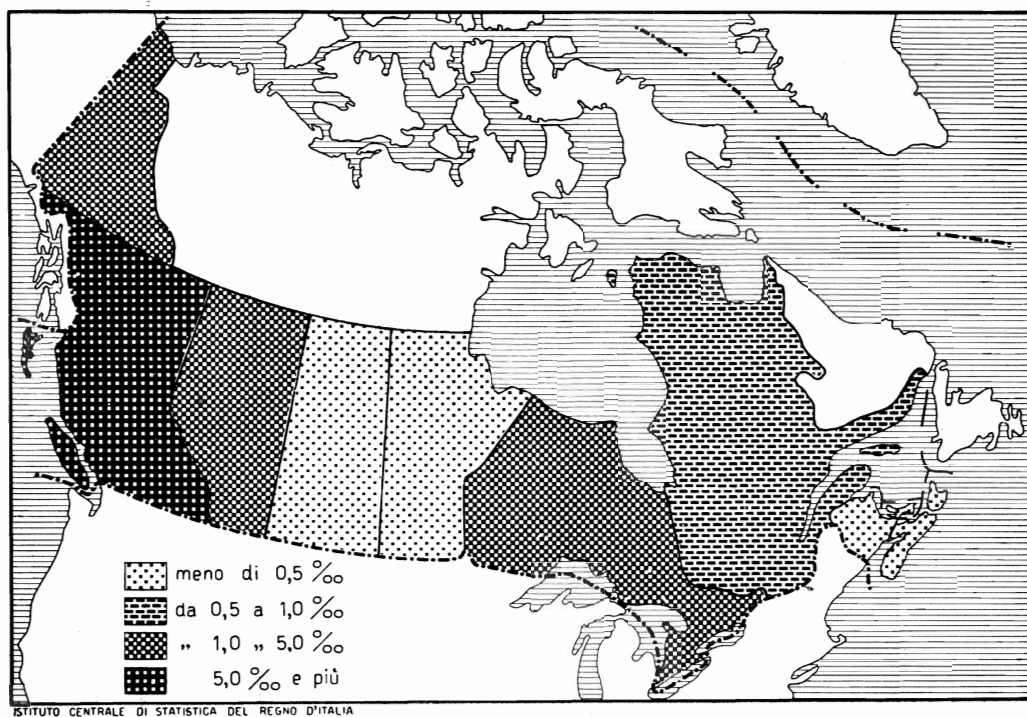 meno di 0,5 ‰
da 0,5 a 1,0 ‰
„ 1,0 „ 5,0 ‰
5,0 ‰ e più
ISTITUTO CENTRALE DI STATISTICA DEL REGNO D'ITALIA